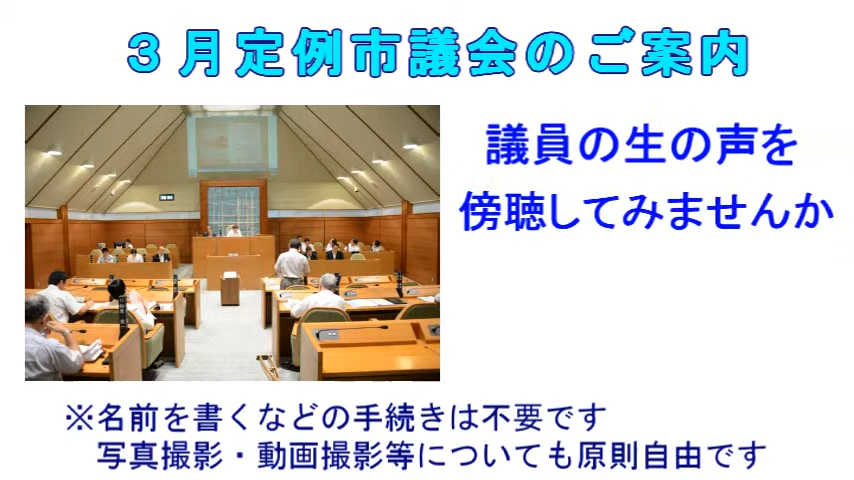 ３月定例市議会のご案内
議員の生の声を
傍聴してみませんか
※名前を書くなどの手続きは不要です
写真撮影・動画撮影等についても原則自由です